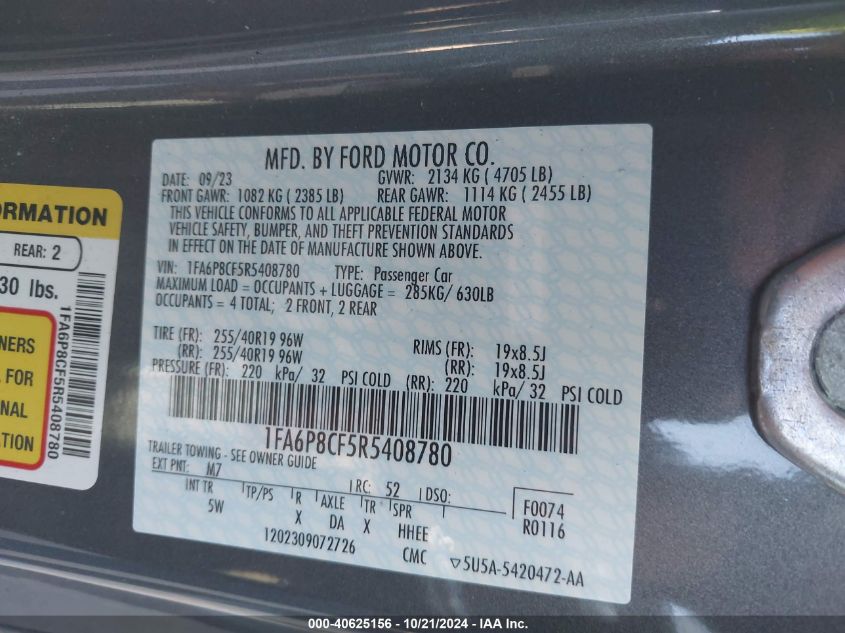 ORMATION
REAR: 2
30 lbs.
NERS
FOR
NAL
ATION
1FA6P8CF5R5408780
MFD. BY FORD MOTOR CO.
DATE: 09/23
GVWR: 2134 KG ( 4705 LB)
FRONT GAWR: 1082 KG ( 2385 LB)
REAR GAWR: 1114 KG ( 2455 LB)
THIS VEHICLE CONFORMS TO ALL APPLICABLE FEDERAL MOTOR
VEHICLE SAFETY, BUMPER, AND THEFT PREVENTION STANDARDS
IN EFFECT ON THE DATE OF MANUFACTURE SHOWN ABOVE.
VIN: 1FA6P8CF5R5408780 TYPE: Passenger Car
MAXIMUM LOAD = OCCUPANTS + LUGGAGE = 285KG/ 630LB
OCCUPANTS = 4 TOTAL; 2 FRONT, 2 REAR
TIRE (FR): 255/40R19 96W RIMS (FR): 19x8.5J
(RR): 255/40R19 96W (RR): 19x8.5J
PRESSURE (FR): 220 kPa/ 32 PSI COLD (RR): 220 kPa/ 32 PSI COLD
1FA6P8CF5R5408780
TRAILER TOWING - SEE OWNER GUIDE
EXT PNT: M7 RC: 52 DSO: F0074
INT TR TP/PS R AXLE TR SPR R0116
5W X DA X HHEE
1202309072726 CMC 5U5A-5420472-AA
000-40625156 - 10/21/2024 - IAA Inc.